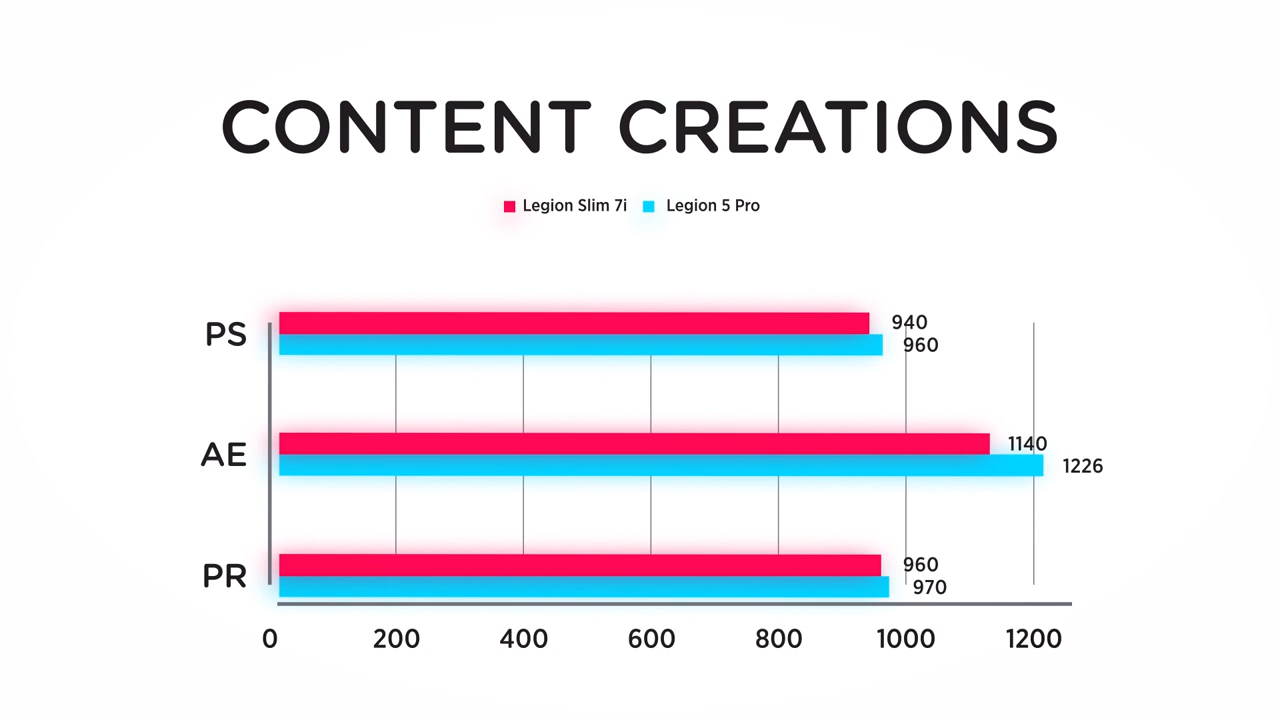 CONTENT CREATIONS
Legion Slim 7i Legion 5 Pro
PS 940
960
AE 1140
1226
PR 960
970
0 200 400 600 800 1000 1200